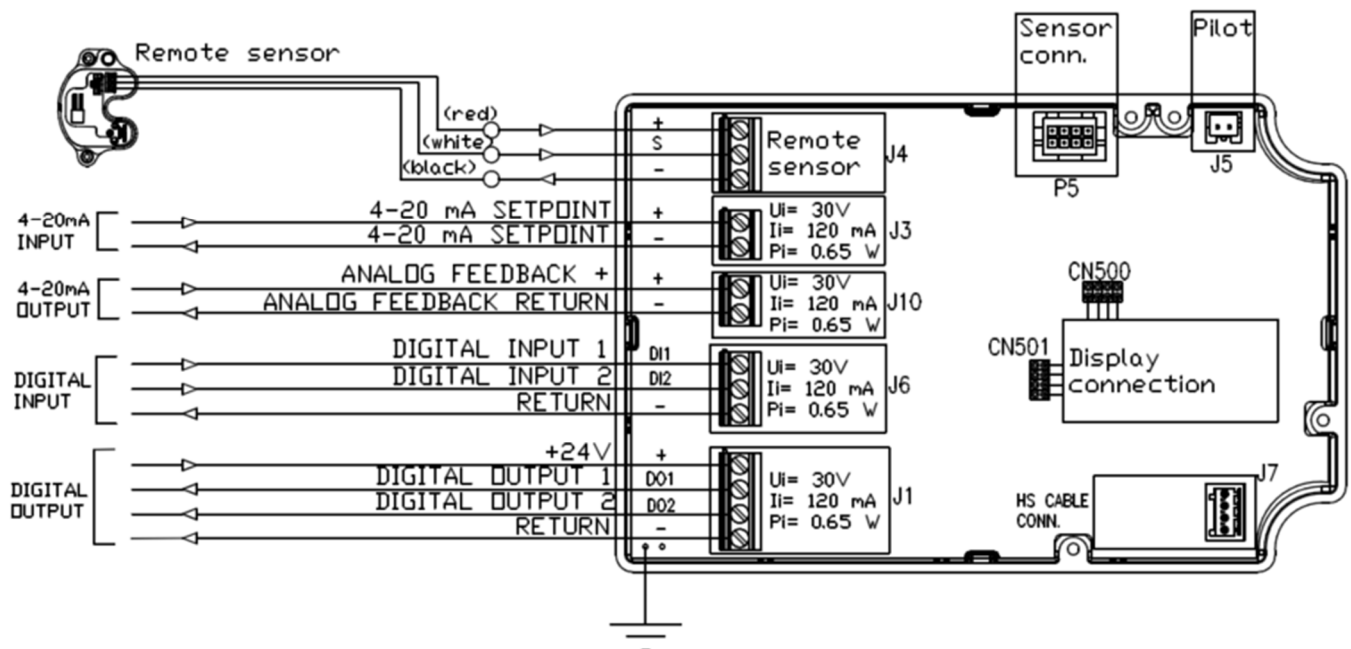 Remote sensor
(red)
(white)
(black)
+
S
-
Remote
sensor
J4
Sensor
conn.
P5
Pilot
J5
4-20mA
INPUT
4-20 mA SETPOINT
4-20 mA SETPOINT
+
-
Ui= 30V
Ii= 120 mA
Pi= 0.65 W
J3
4-20mA
OUTPUT
ANALOG FEEDBACK +
ANALOG FEEDBACK RETURN
+
-
Ui= 30V
Ii= 120 mA
Pi= 0.65 W
J10
CN500
CN501
Display
connection
DIGITAL
INPUT
DIGITAL INPUT 1
DIGITAL INPUT 2
RETURN
DI1
DI2
-
Ui= 30V
Ii= 120 mA
Pi= 0.65 W
J6
DIGITAL
OUTPUT
+24V
DIGITAL OUTPUT 1
DIGITAL OUTPUT 2
RETURN
+
DO1
DO2
-
Ui= 30V
Ii= 120 mA
Pi= 0.65 W
J1
HS CABLE
CONN.
J7